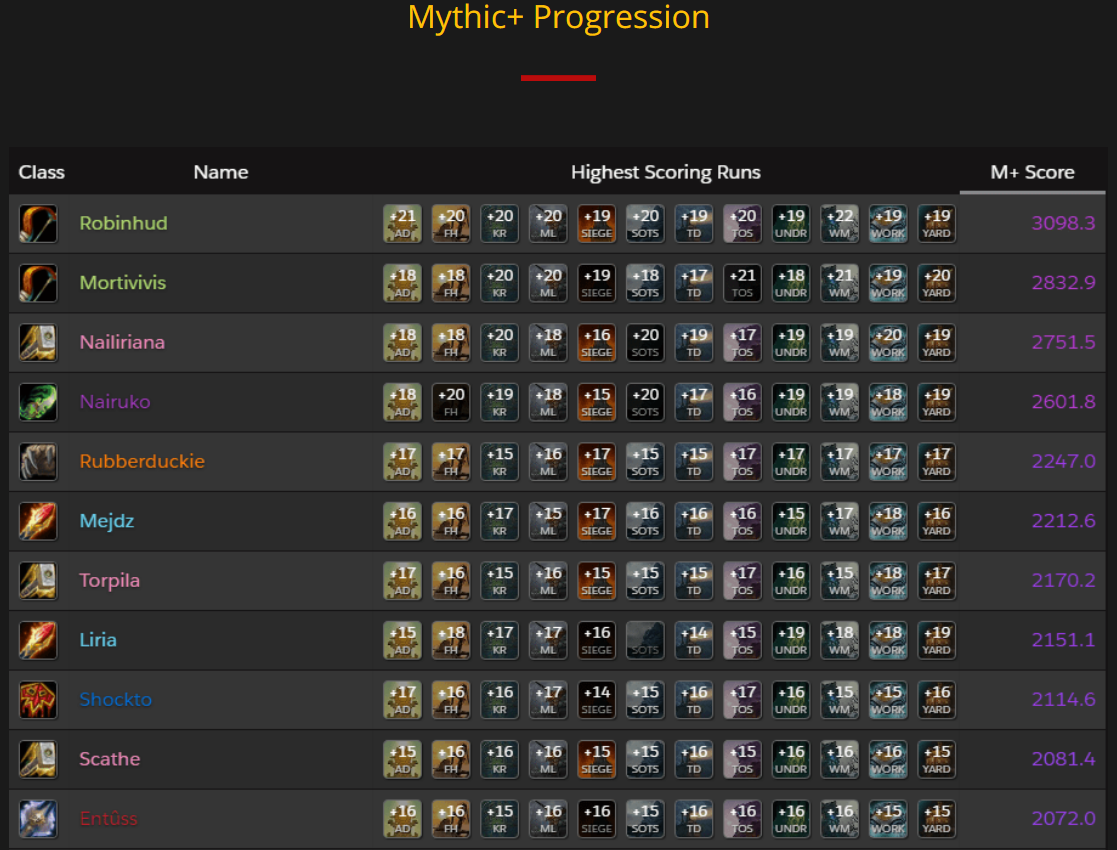 Mythic+ Progression
Class Name Highest Scoring Runs M+ Score
Robinhud +21 AD +20 FH +20 KR +20 ML +19 SIEGE +20 SOTS +19 TD +20 TOS +19 UNDR +22 WM +19 WORK +19 YARD 3098.3
Mortivivis +18 AD +18 FH +20 KR +20 ML +19 SIEGE +18 SOTS +17 TD +21 TOS +18 UNDR +21 WM +19 WORK +20 YARD 2832.9
Nailiriana +18 AD +18 FH +20 KR +18 ML +16 SIEGE +20 SOTS +19 TD +17 TOS +19 UNDR +19 WM +20 WORK +19 YARD 2751.5
Nairuko +18 AD +20 FH +19 KR +18 ML +15 SIEGE +20 SOTS +17 TD +16 TOS +19 UNDR +19 WM +18 WORK +19 YARD 2601.8
Rubberduckie +17 AD +17 FH +15 KR +16 ML +17 SIEGE +15 SOTS +15 TD +17 TOS +17 UNDR +17 WM +17 WORK +17 YARD 2247.0
Mejdz +16 AD +16 FH +17 KR +15 ML +17 SIEGE +16 SOTS +16 TD +16 TOS +15 UNDR +17 WM +18 WORK +16 YARD 2212.6
Torpila +17 AD +16 FH +15 KR +16 ML +15 SIEGE +15 SOTS +15 TD +17 TOS +16 UNDR +15 WM +18 WORK +17 YARD 2170.2
Liria +15 AD +18 FH +17 KR +17 ML +16 SIEGE SOTS +14 TD +15 TOS +19 UNDR +18 WM +18 WORK +19 YARD 2151.1
Shockto +17 AD +16 FH +16 KR +17 ML +14 SIEGE +15 SOTS +16 TD +17 TOS +16 UNDR +15 WM +15 WORK +16 YARD 2114.6
Scathe +15 AD +16 FH +16 KR +16 ML +15 SIEGE +15 SOTS +16 TD +15 TOS +16 UNDR +16 WM +16 WORK +15 YARD 2081.4
Entûss +16 AD +16 FH +15 KR +16 ML +16 SIEGE +15 SOTS +16 TD +16 TOS +16 UNDR +16 WM +15 WORK +15 YARD 2072.0